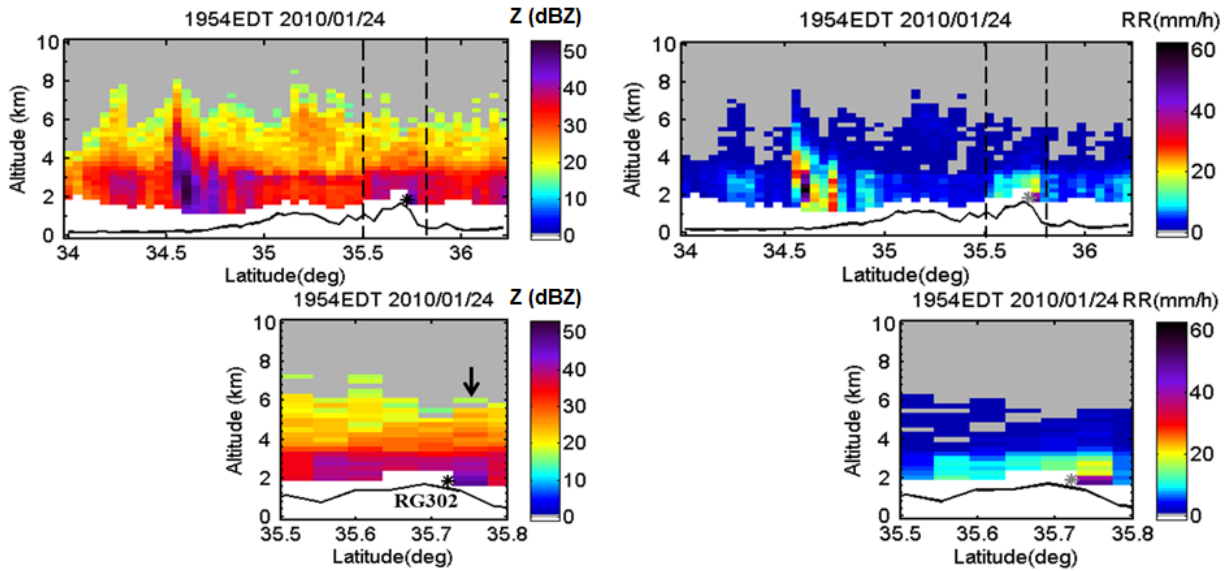 1954EDT 2010/01/24 Z (dBZ)
10
8
6
4
2
0
Altitude (km)
34 34.5 35 35.5 36
Latitude(deg)
50
40
30
20
10
0
1954EDT 2010/01/24 RR(mm/h)
10
8
6
4
2
0
Altitude (km)
34 34.5 35 35.5 36
Latitude(deg)
60
40
20
0
1954EDT 2010/01/24 Z (dBZ)
10
8
6
4
2
0
Altitude (km)
RG302
35.5 35.6 35.7 35.8
Latitude(deg)
50
40
30
20
10
0
1954EDT 2010/01/24 RR(mm/h)
10
8
6
4
2
0
Altitude (km)
35.5 35.6 35.7 35.8
Latitude(deg)
60
40
20
0